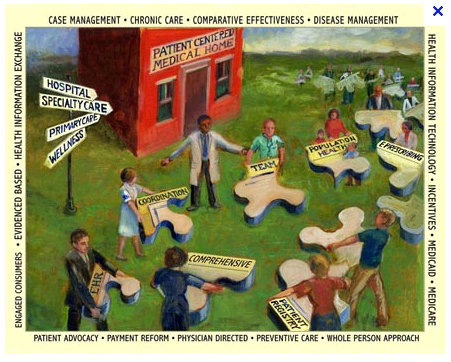 CASE MANAGEMENT • CHRONIC CARE • COMPARATIVE EFFECTIVENESS • DISEASE MANAGEMENT
ENGAGED CONSUMERS • EVIDENCED BASED • HEALTH INFORMATION EXCHANGE
HEALTH INFORMATION TECHNOLOGY • INCENTIVES • MEDICAID • MEDICARE
PATIENT CENTERED
MEDICAL HOME
HOSPITAL
SPECIALTY CARE
PRIMARY CARE
WELLNESS
POPULATION
HEALTH
E-PRESCRIBING
TEAM
COORDINATION
COMPREHENSIVE
EHR
PATIENT
REGISTRY
PATIENT ADVOCACY • PAYMENT REFORM • PHYSICIAN DIRECTED • PREVENTIVE CARE • WHOLE PERSON APPROACH